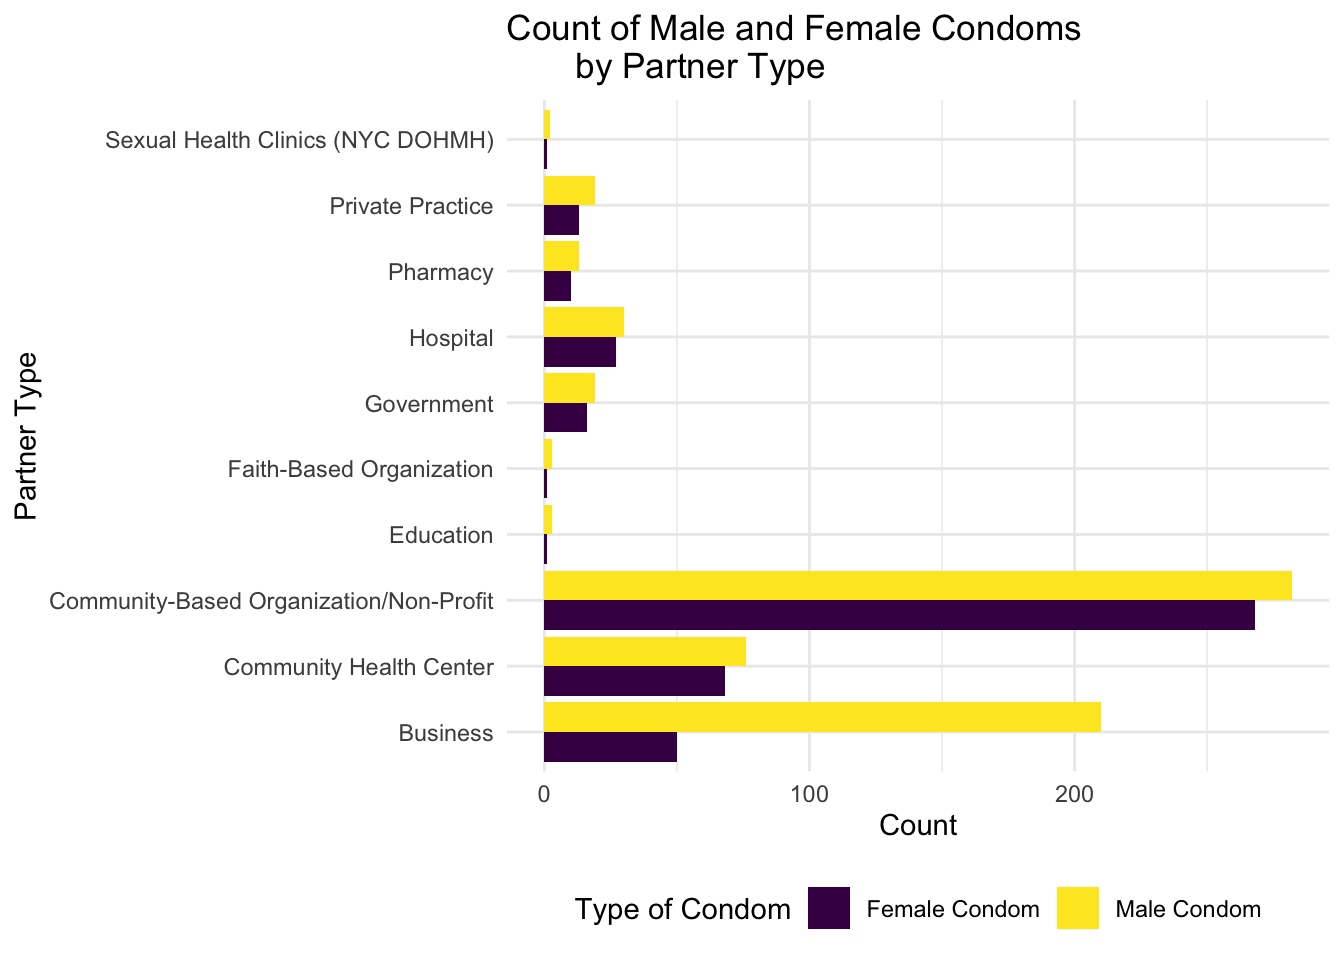 Count of Male and Female Condoms
by Partner Type
Partner Type
Sexual Health Clinics (NYC DOHMH)
Private Practice
Pharmacy
Hospital
Government
Faith-Based Organization
Education
Community-Based Organization/Non-Profit
Community Health Center
Business
0 100 200
Count
Type of Condom Female Condom Male Condom